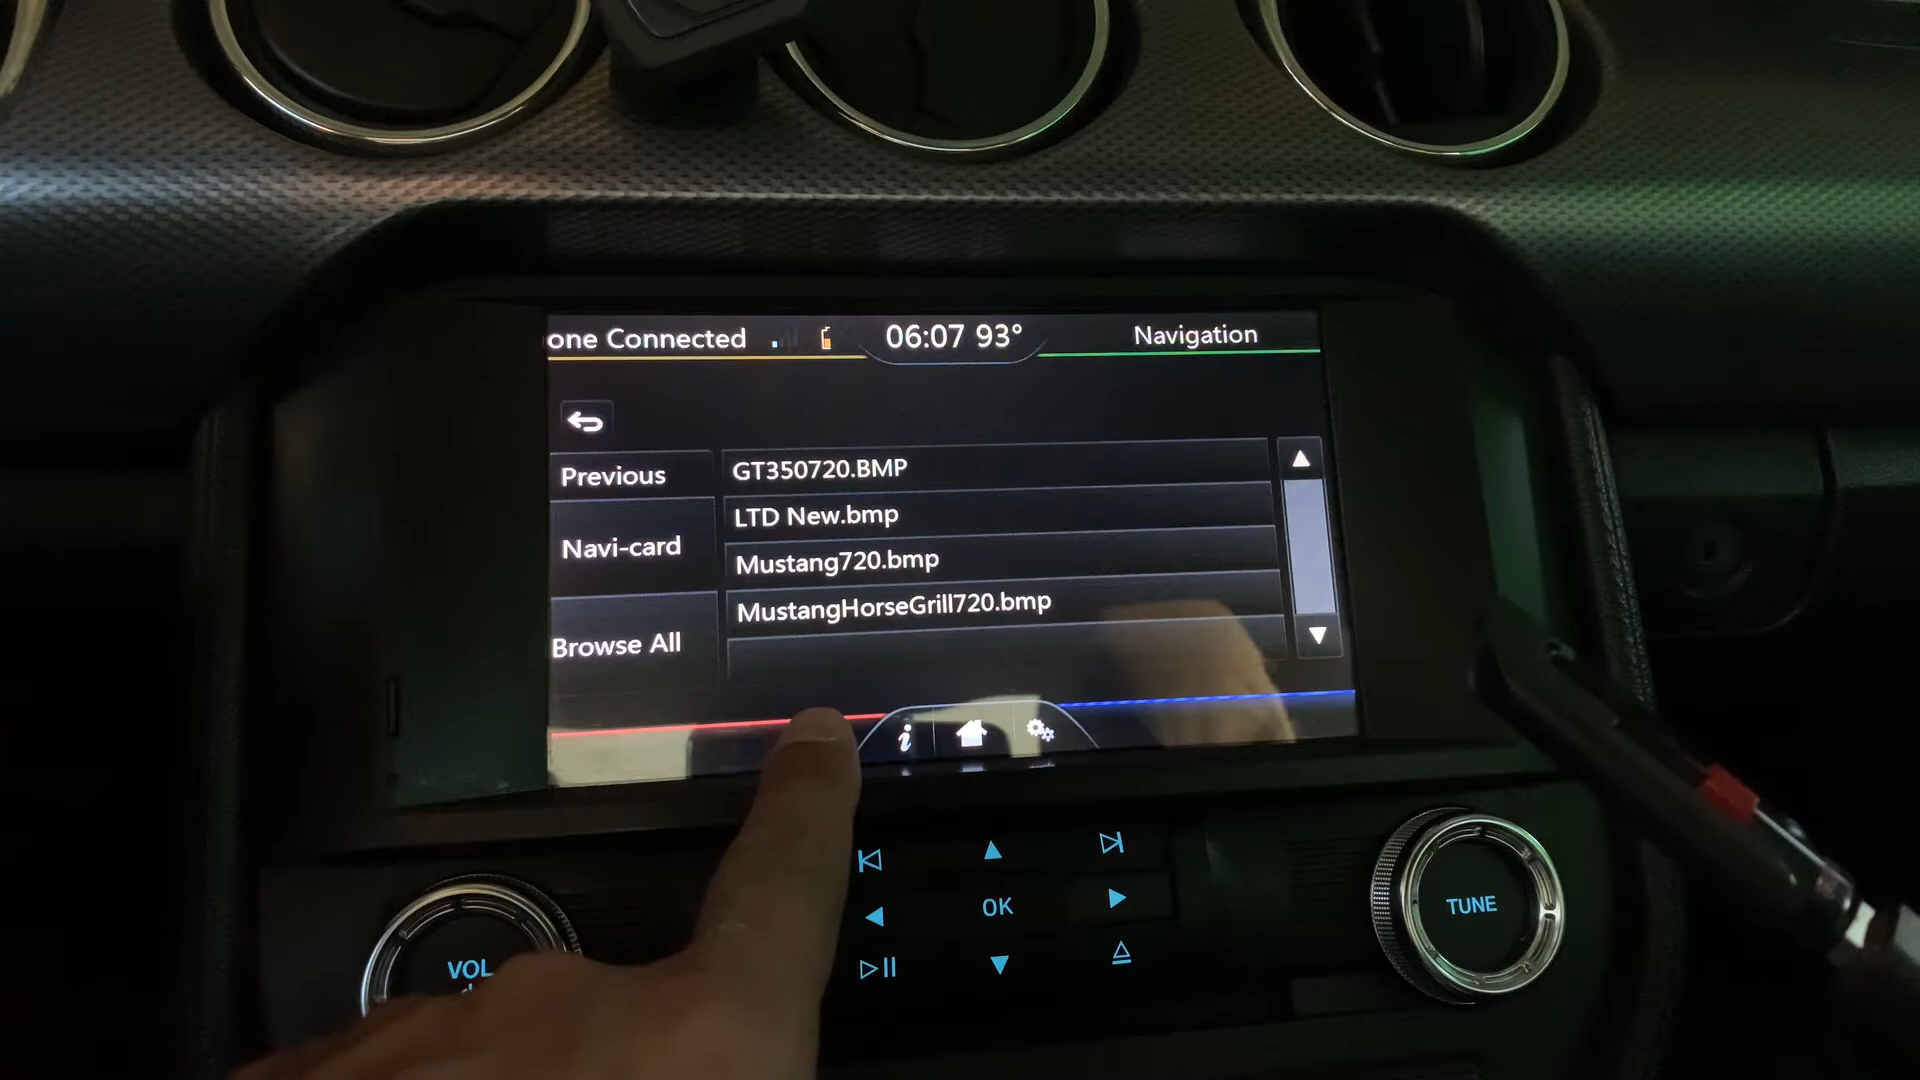 one Connected 06:07 93° Navigation
Previous
Navi-card
Browse All
GT350720.BMP
LTD New.bmp
Mustang720.bmp
MustangHorseGrill720.bmp
i
OK
VOL
TUNE